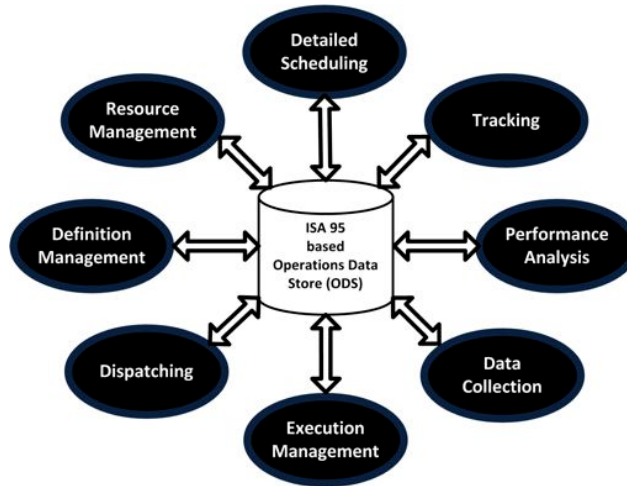 Detailed
Scheduling
Resource
Management
Tracking
ISA 95
based
Operations Data
Store (ODS)
Definition
Management
Performance
Analysis
Dispatching
Data
Collection
Execution
Management